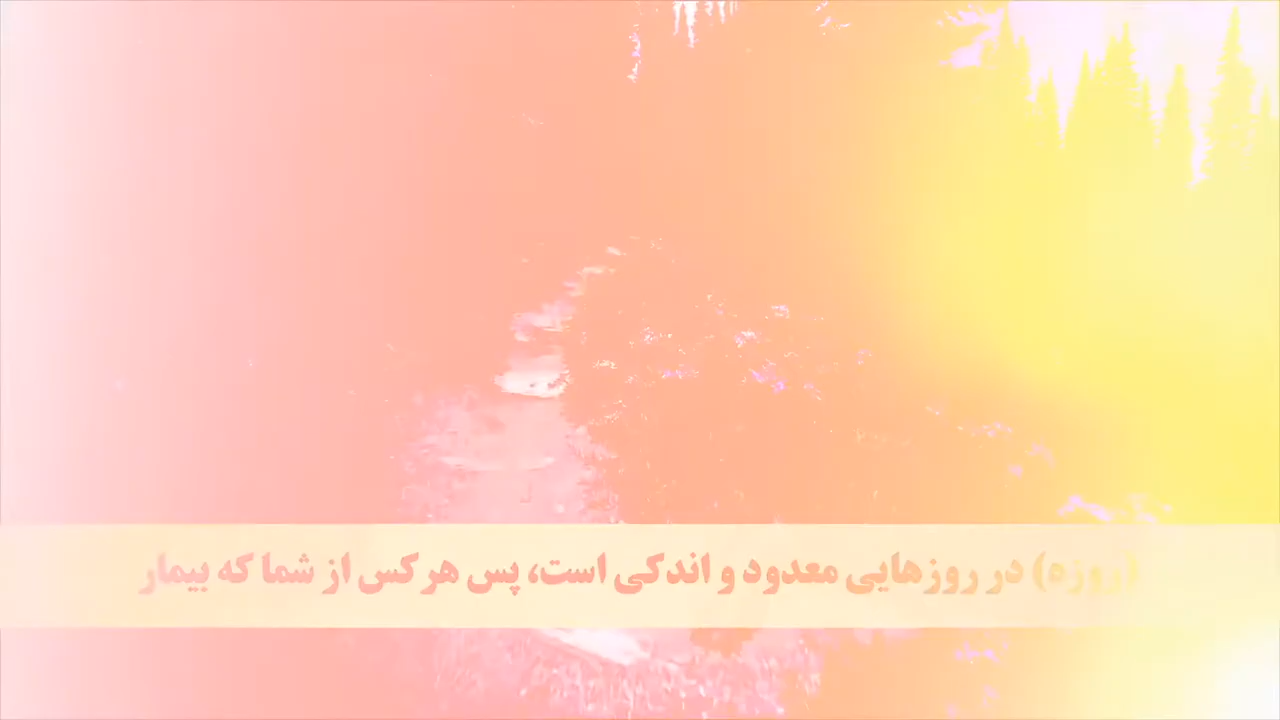 (روزه) در روزهایی معدود و اندکی است، پس هر کس از شما که بیمار